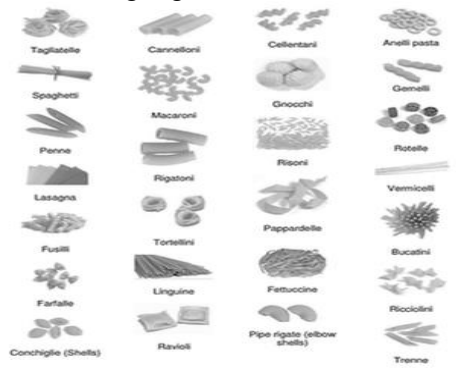 Tagliatelle
Cannelloni
Cellentani
Anelli pasta
Spaghetti
Macaroni
Gnocchi
Gemelli
Penne
Rigatoni
Risoni
Rotelle
Lasagna
Tortellini
Pappardelle
Vermicelli
Fusilli
Linguine
Fettuccine
Bucatini
Farfalle
Ravioli
Pipe rigate (elbow
shells)
Ricciolini
Conchiglie (Shells)
Trenne